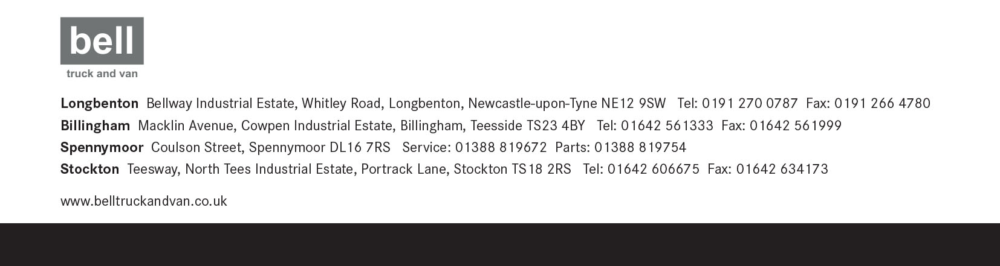 bell
truck and van
Longbenton Bellway Industrial Estate, Whitley Road, Longbenton, Newcastle-upon-Tyne NE12 9SW Tel: 0191 270 0787 Fax: 0191 266 4780
Billingham Macklin Avenue, Cowpen Industrial Estate, Billingham, Teesside TS23 4BY Tel: 01642 561333 Fax: 01642 561999
Spennymoor Coulson Street, Spennymoor DL16 7RS Service: 01388 819672 Parts: 01388 819754
Stockton Teesway, North Tees Industrial Estate, Portrack Lane, Stockton TS18 2RS Tel: 01642 606675 Fax: 01642 634173
www.belltruckandvan.co.uk